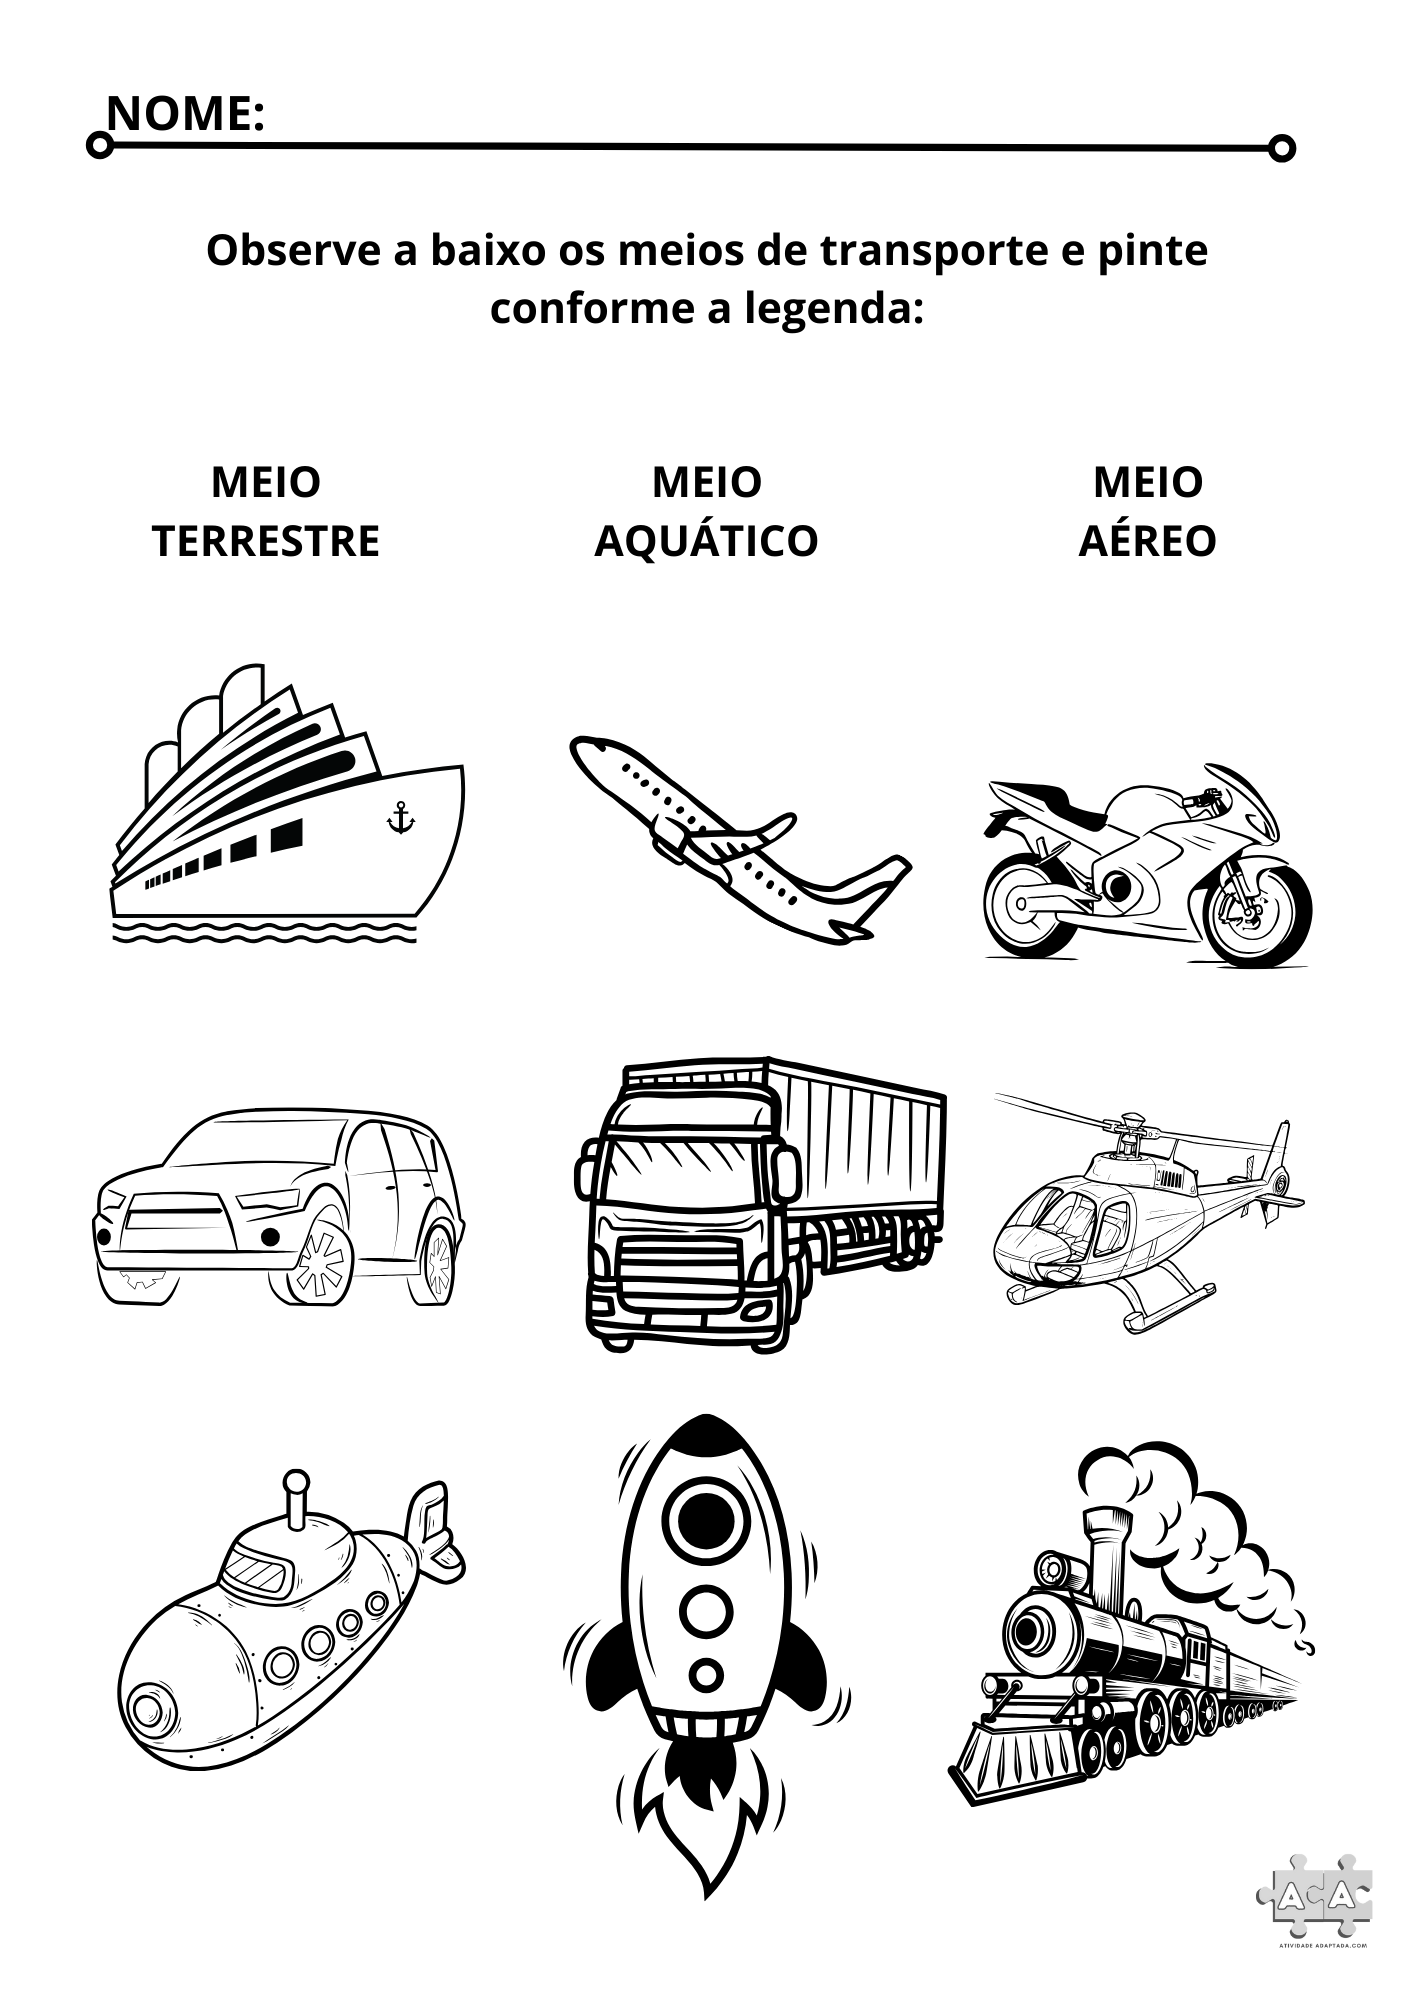 NOME:
Observe a baixo os meios de transporte e pinte
conforme a legenda:
MEIO
TERRESTRE
MEIO
AQUÁTICO
MEIO
AÉREO
A A
ATIVIDADE ADAPTADA.COM